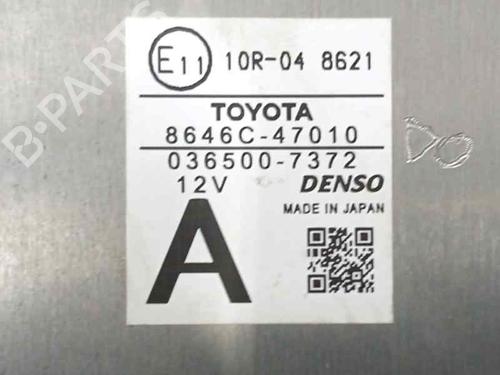 E11 10R-04 8621
TOYOTA
8646C-47010
036500-7372
12V DENSO
MADE IN JAPAN
A
B-PARTS